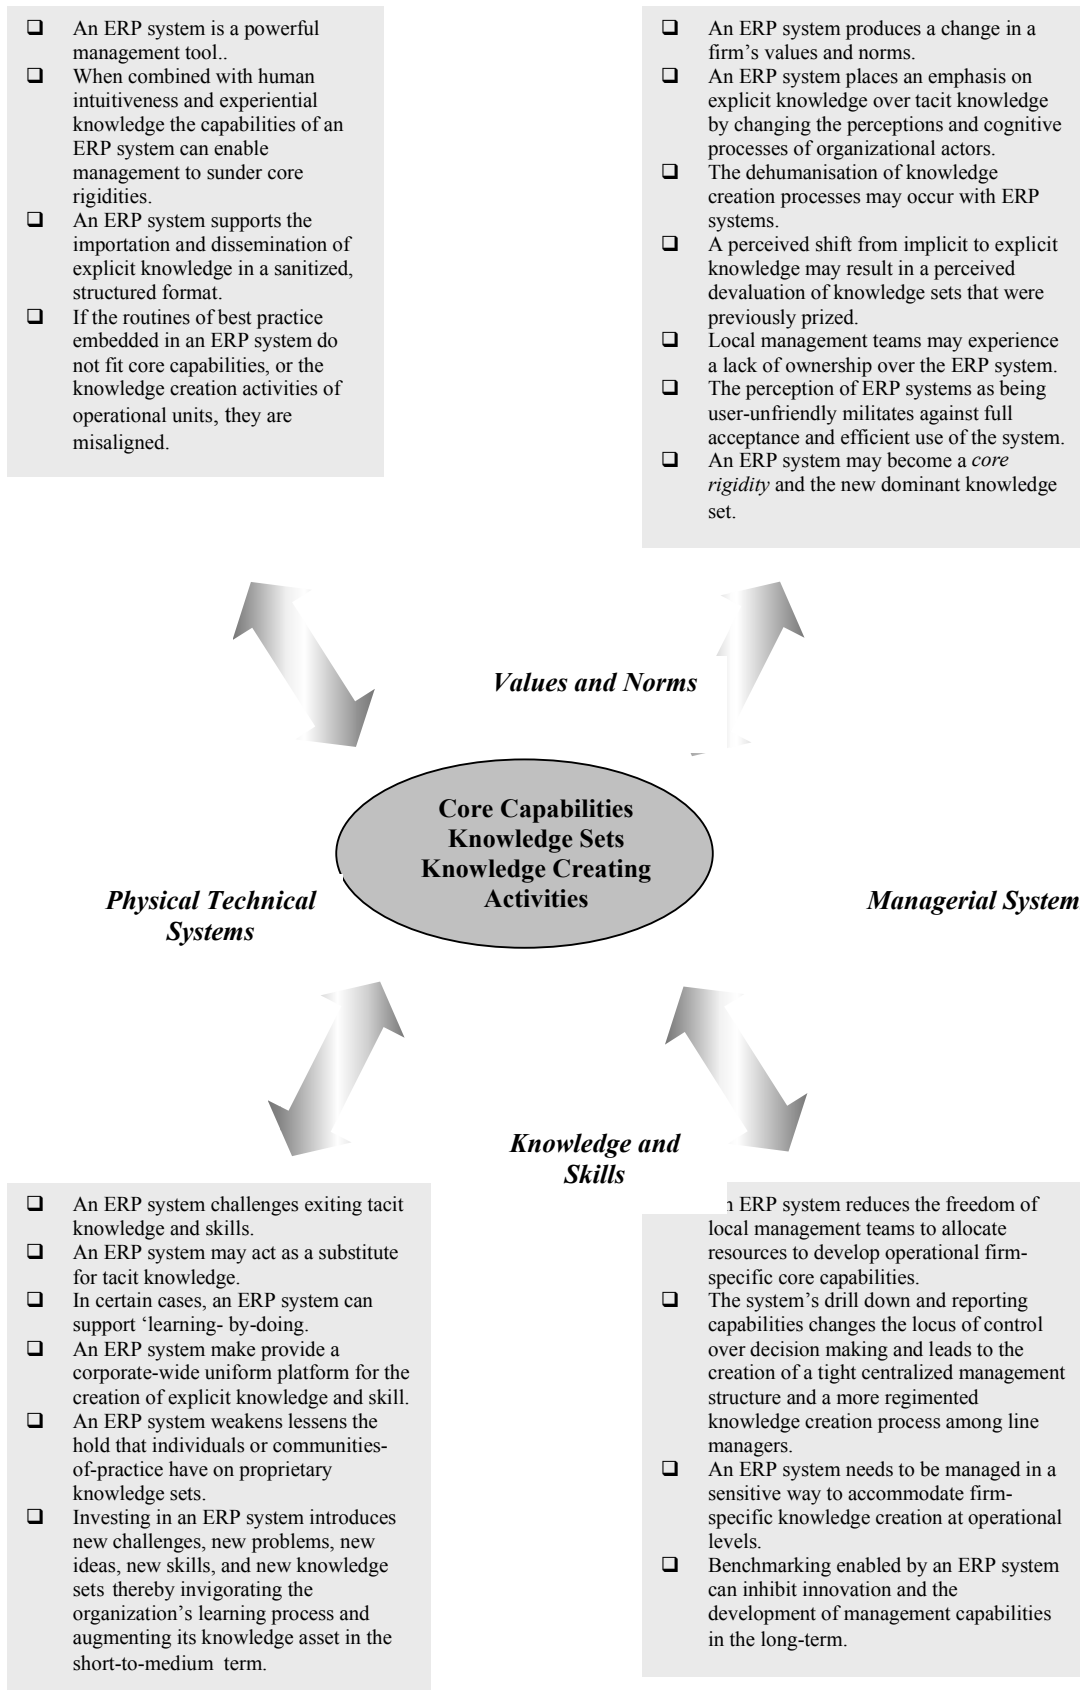 ❑ An ERP system is a powerful
management tool..
❑ When combined with human
intuitiveness and experiential
knowledge the capabilities of an
ERP system can enable
management to sunder core
rigidities.
❑ An ERP system supports the
importation and dissemination of
explicit knowledge in a sanitized,
structured format.
❑ If the routines of best practice
embedded in an ERP system do
not fit core capabilities, or the
knowledge creation activities of
operational units, they are
misaligned.
❑ An ERP system produces a change in a
firm’s values and norms.
❑ An ERP system places an emphasis on
explicit knowledge over tacit knowledge
by changing the perceptions and cognitive
processes of organizational actors.
❑ The dehumanisation of knowledge
creation processes may occur with ERP
systems.
❑ A perceived shift from implicit to explicit
knowledge may result in a perceived
devaluation of knowledge sets that were
previously prized.
❑ Local management teams may experience
a lack of ownership over the ERP system.
❑ The perception of ERP systems as being
user-unfriendly militates against full
acceptance and efficient use of the system.
❑ An ERP system may become a core
rigidity and the new dominant knowledge
set.
Values and Norms
Core Capabilities
Knowledge Sets
Knowledge Creating
Activities
Physical Technical
Systems
Managerial System
Knowledge and
Skills
❑ An ERP system challenges exiting tacit
knowledge and skills.
❑ An ERP system may act as a substitute
for tacit knowledge.
❑ In certain cases, an ERP system can
support ‘learning- by-doing.
❑ An ERP system make provide a
corporate-wide uniform platform for the
creation of explicit knowledge and skill.
❑ An ERP system weakens lessens the
hold that individuals or communities-
of-practice have on proprietary
knowledge sets.
❑ Investing in an ERP system introduces
new challenges, new problems, new
ideas, new skills, and new knowledge
sets thereby invigorating the
organization’s learning process and
augmenting its knowledge asset in the
short-to-medium term.
ERP system reduces the freedom of
local management teams to allocate
resources to develop operational firm-
specific core capabilities.
❑ The system’s drill down and reporting
capabilities changes the locus of control
over decision making and leads to the
creation of a tight centralized management
structure and a more regimented
knowledge creation process among line
managers.
❑ An ERP system needs to be managed in a
sensitive way to accommodate firm-
specific knowledge creation at operational
levels.
❑ Benchmarking enabled by an ERP system
can inhibit innovation and the
development of management capabilities
in the long-term.